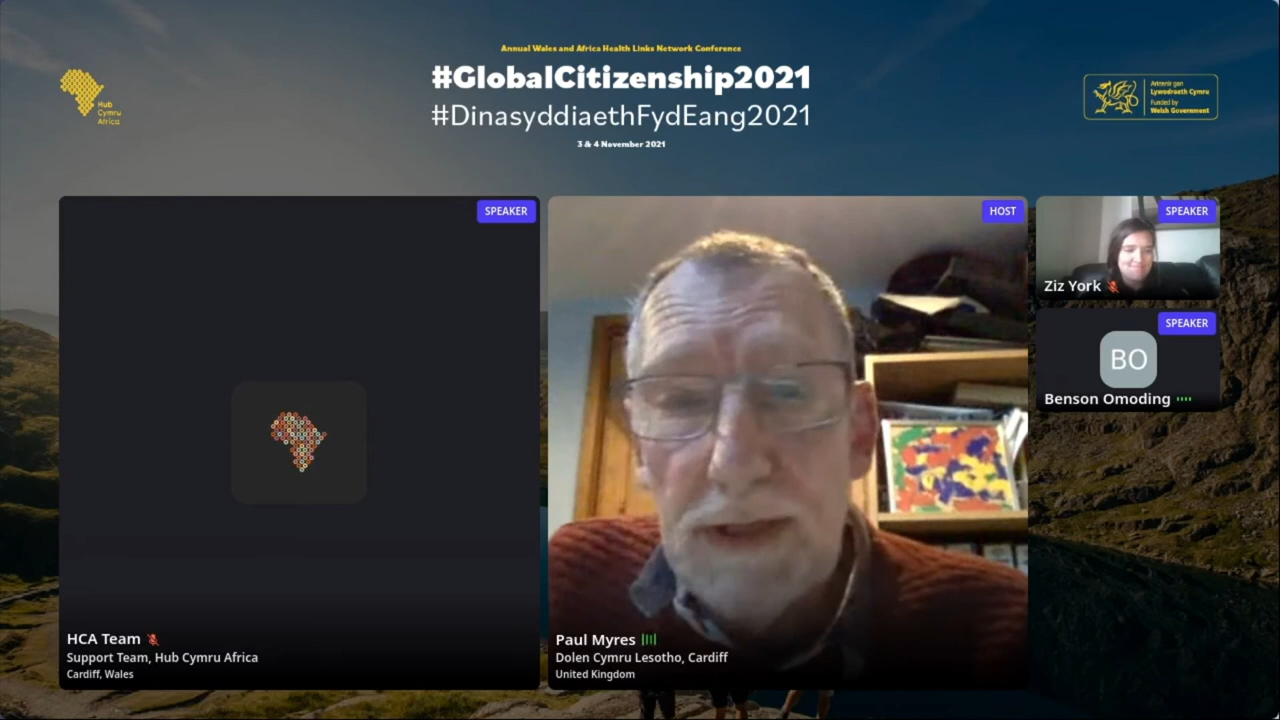 Annual Wales and Africa Health Links Network Conference
#GlobalCitizenship2021
#DinasyddiaethFydEang2021
3 & 4 November 2021
Hub
Cymru
Africa
Ariennir gan
Lywodraeth Cymru
Funded by
Welsh Government
SPEAKER
HCA Team
Support Team, Hub Cymru Africa
Cardiff, Wales
HOST
Paul Myres
Dolen Cymru Lesotho, Cardiff
United Kingdom
SPEAKER
Ziz York
SPEAKER
BO
Benson Omoding